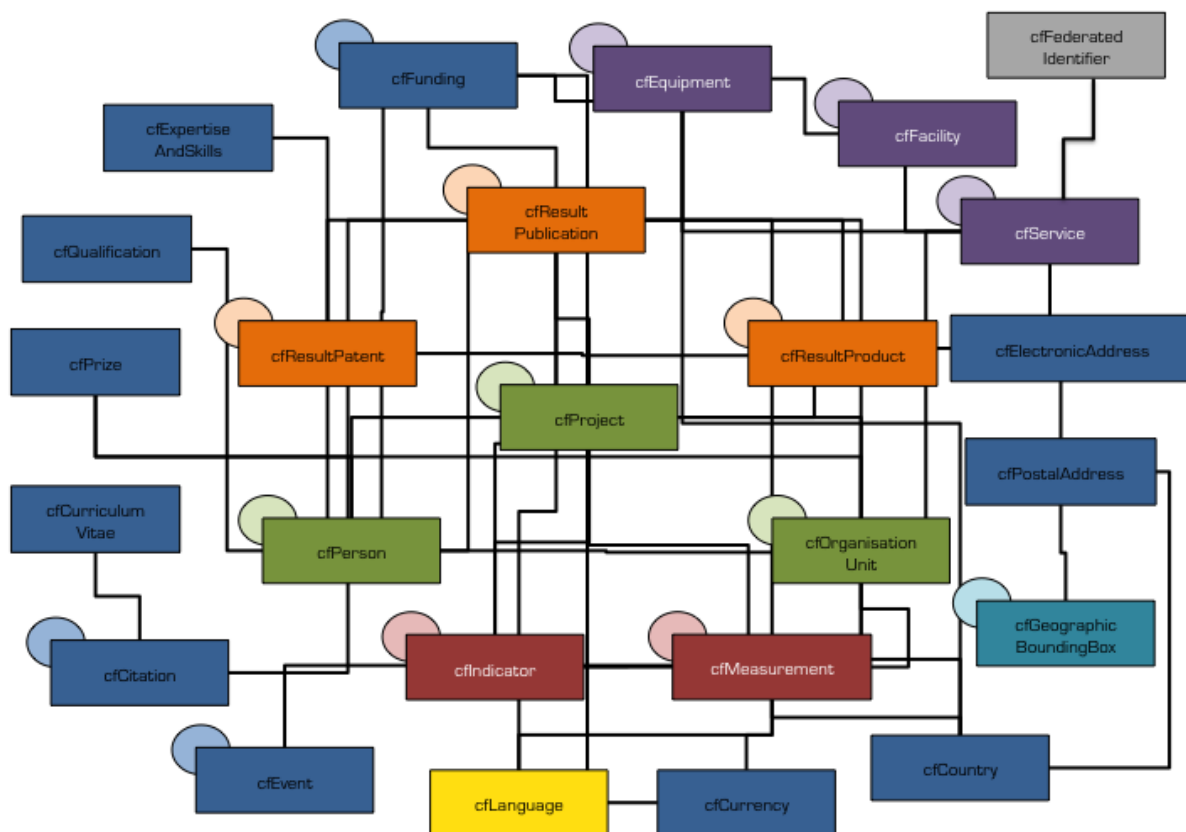 cfFederated
Identifier
cfFunding
cfEquipment
cfExpertise
AndSkills
cfFacility
cfResult
Publication
cfService
cfQualification
cfResultPatent
cfResultProduct
cfElectronicAddress
cfPrize
cfProject
cfPostalAddress
cfCurriculum
Vitae
cfPerson
cfOrganisation
Unit
cfGeographic
BoundingBox
cfCitation
cfIndicator
cfMeasurement
cfEvent
cfLanguage
cfCurrency
cfCountry